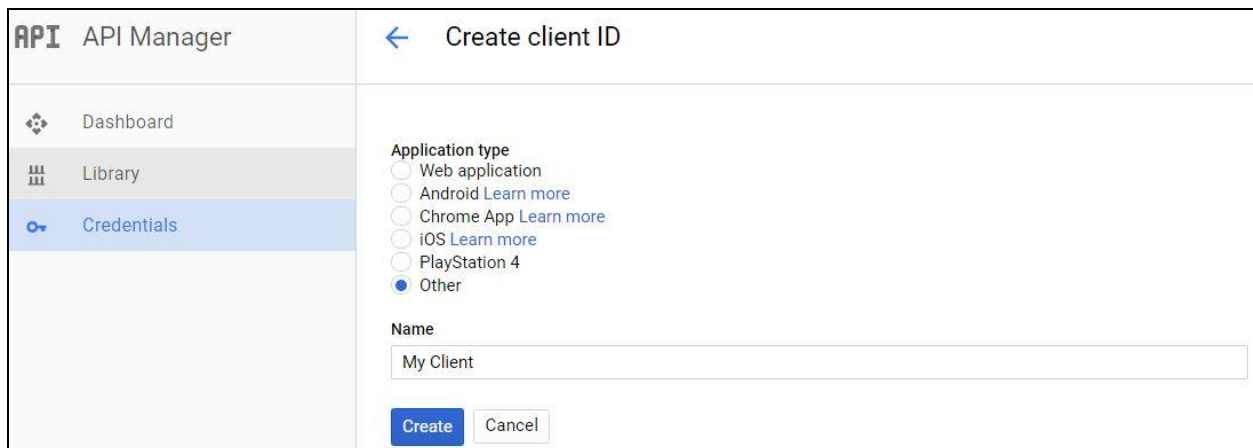 API API Manager
Create client ID
Dashboard
Library
Credentials
Application type
Web application
Android Learn more
Chrome App Learn more
iOS Learn more
PlayStation 4
Other
Name
My Client
Create Cancel